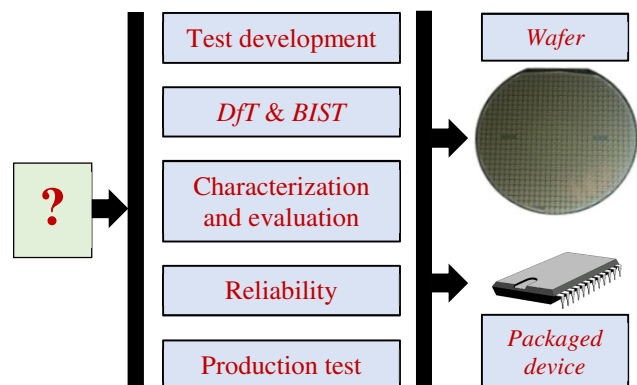 ?
Test development
DfT & BIST
Characterization
and evaluation
Reliability
Production test
Wafer
Packaged
device